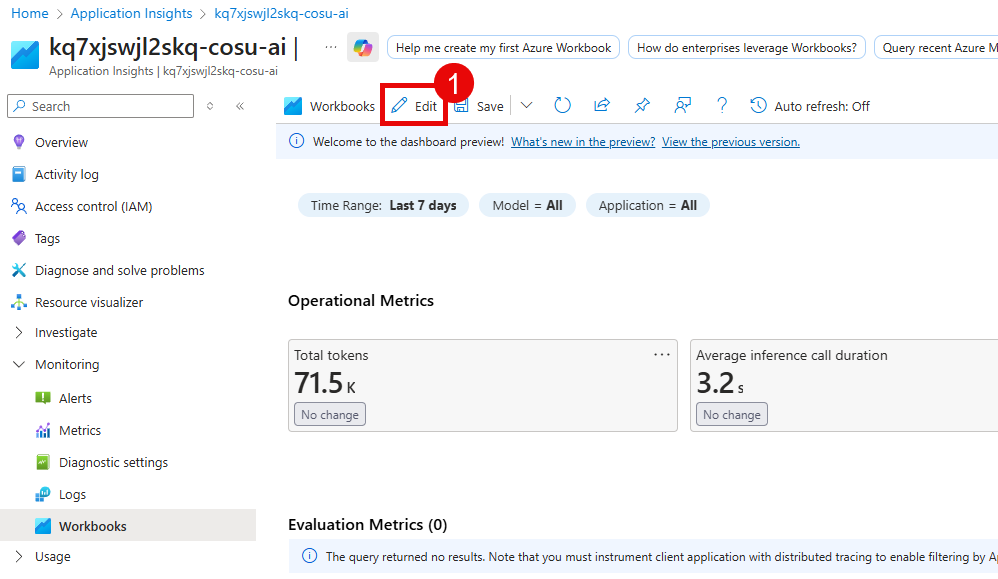 Home > Application Insights > kq7xjswjl2skq-cosu-ai
kq7xjswjl2skq-cosu-ai |
Application Insights | kq7xjswjl2skq-cosu-ai
Help me create my first Azure Workbook
How do enterprises leverage Workbooks?
Query recent Azure M
Search
Workbooks
Edit
1
Save
Auto refresh: Off
Welcome to the dashboard preview! What's new in the preview? View the previous version.
Overview
Activity log
Access control (IAM)
Tags
Diagnose and solve problems
Resource visualizer
Investigate
Monitoring
Alerts
Metrics
Diagnostic settings
Logs
Workbooks
Usage
Time Range: Last 7 days
Model = All
Application = All
Operational Metrics
Total tokens
71.5 K
No change
Average inference call duration
3.2 s
No change
Evaluation Metrics (0)
The query returned no results. Note that you must instrument client application with distributed tracing to enable filtering by Ap